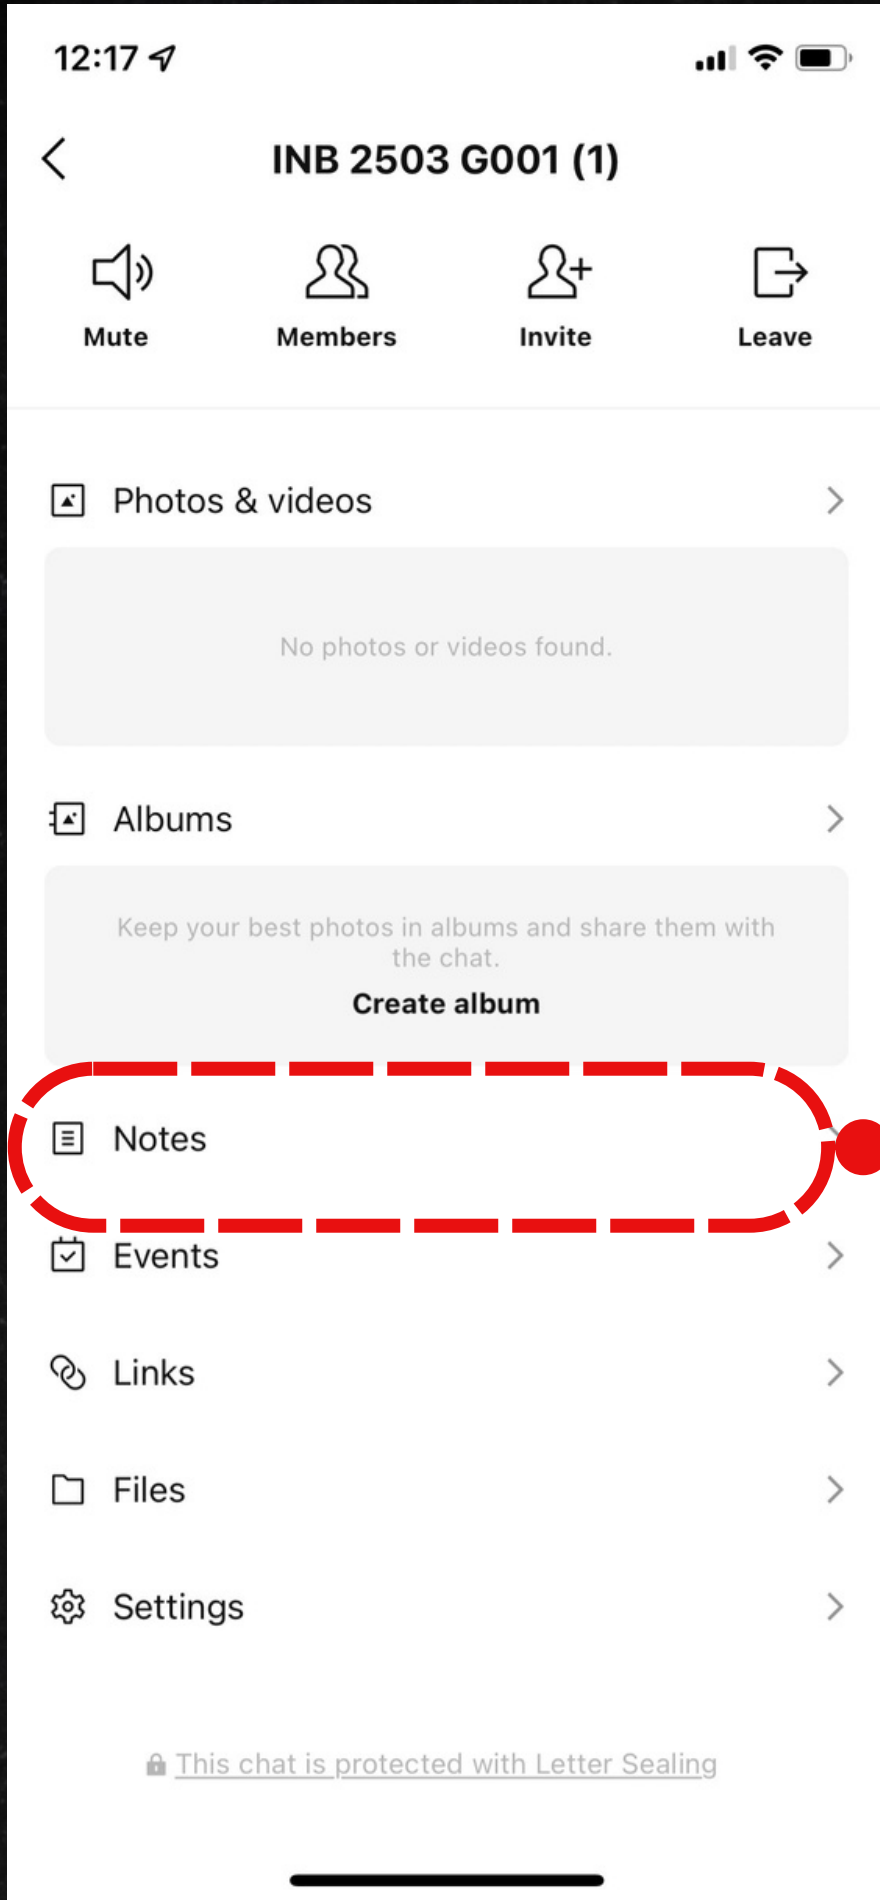 12:17
INB 2503 G001 (1)
Mute Members Invite Leave
Photos & videos
No photos or videos found.
Albums
Keep your best photos in albums and share them with
the chat.
Create album
Notes
Events
Links
Files
Settings
This chat is protected with Letter Sealing